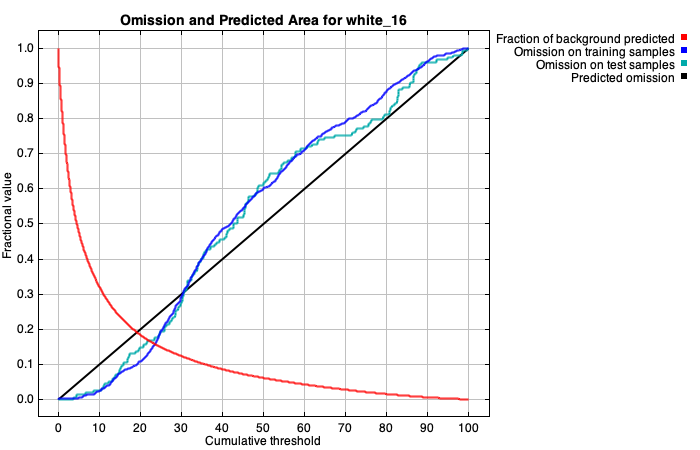 Omission and Predicted Area for white_16
Fraction of background predicted
Omission on training samples
Omission on test samples
Predicted omission
Fractional value
1.0
0.9
0.8
0.7
0.6
0.5
0.4
0.3
0.2
0.1
0.0
0 10 20 30 40 50 60 70 80 90 100
Cumulative threshold